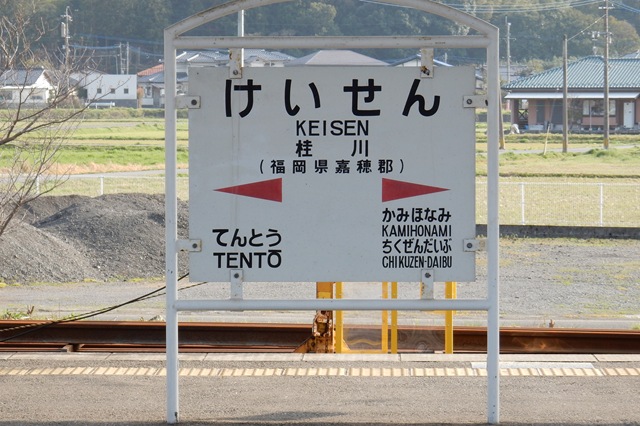 けいせん
KEISEN
桂川
(福岡県嘉穂郡)
てんとう
TENTŌ
かみほなみ
KAMIHONAMI
ちくぜんだいぶ
CHIKUZEN-DAIBU